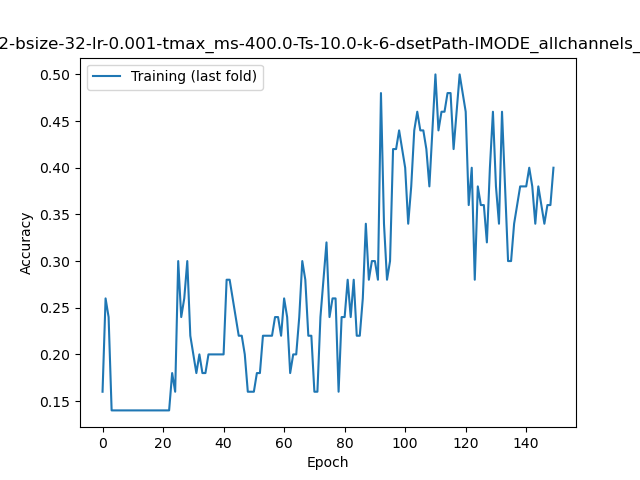 2-bsize-32-lr-0.001-tmax_ms-400.0-Ts-10.0-k-6-dsetPath-IMODE_allchannels_
Training (last fold)
0.50
0.45
0.40
0.35
0.30
0.25
0.20
0.15
Accuracy
0 20 40 60 80 100 120 140
Epoch